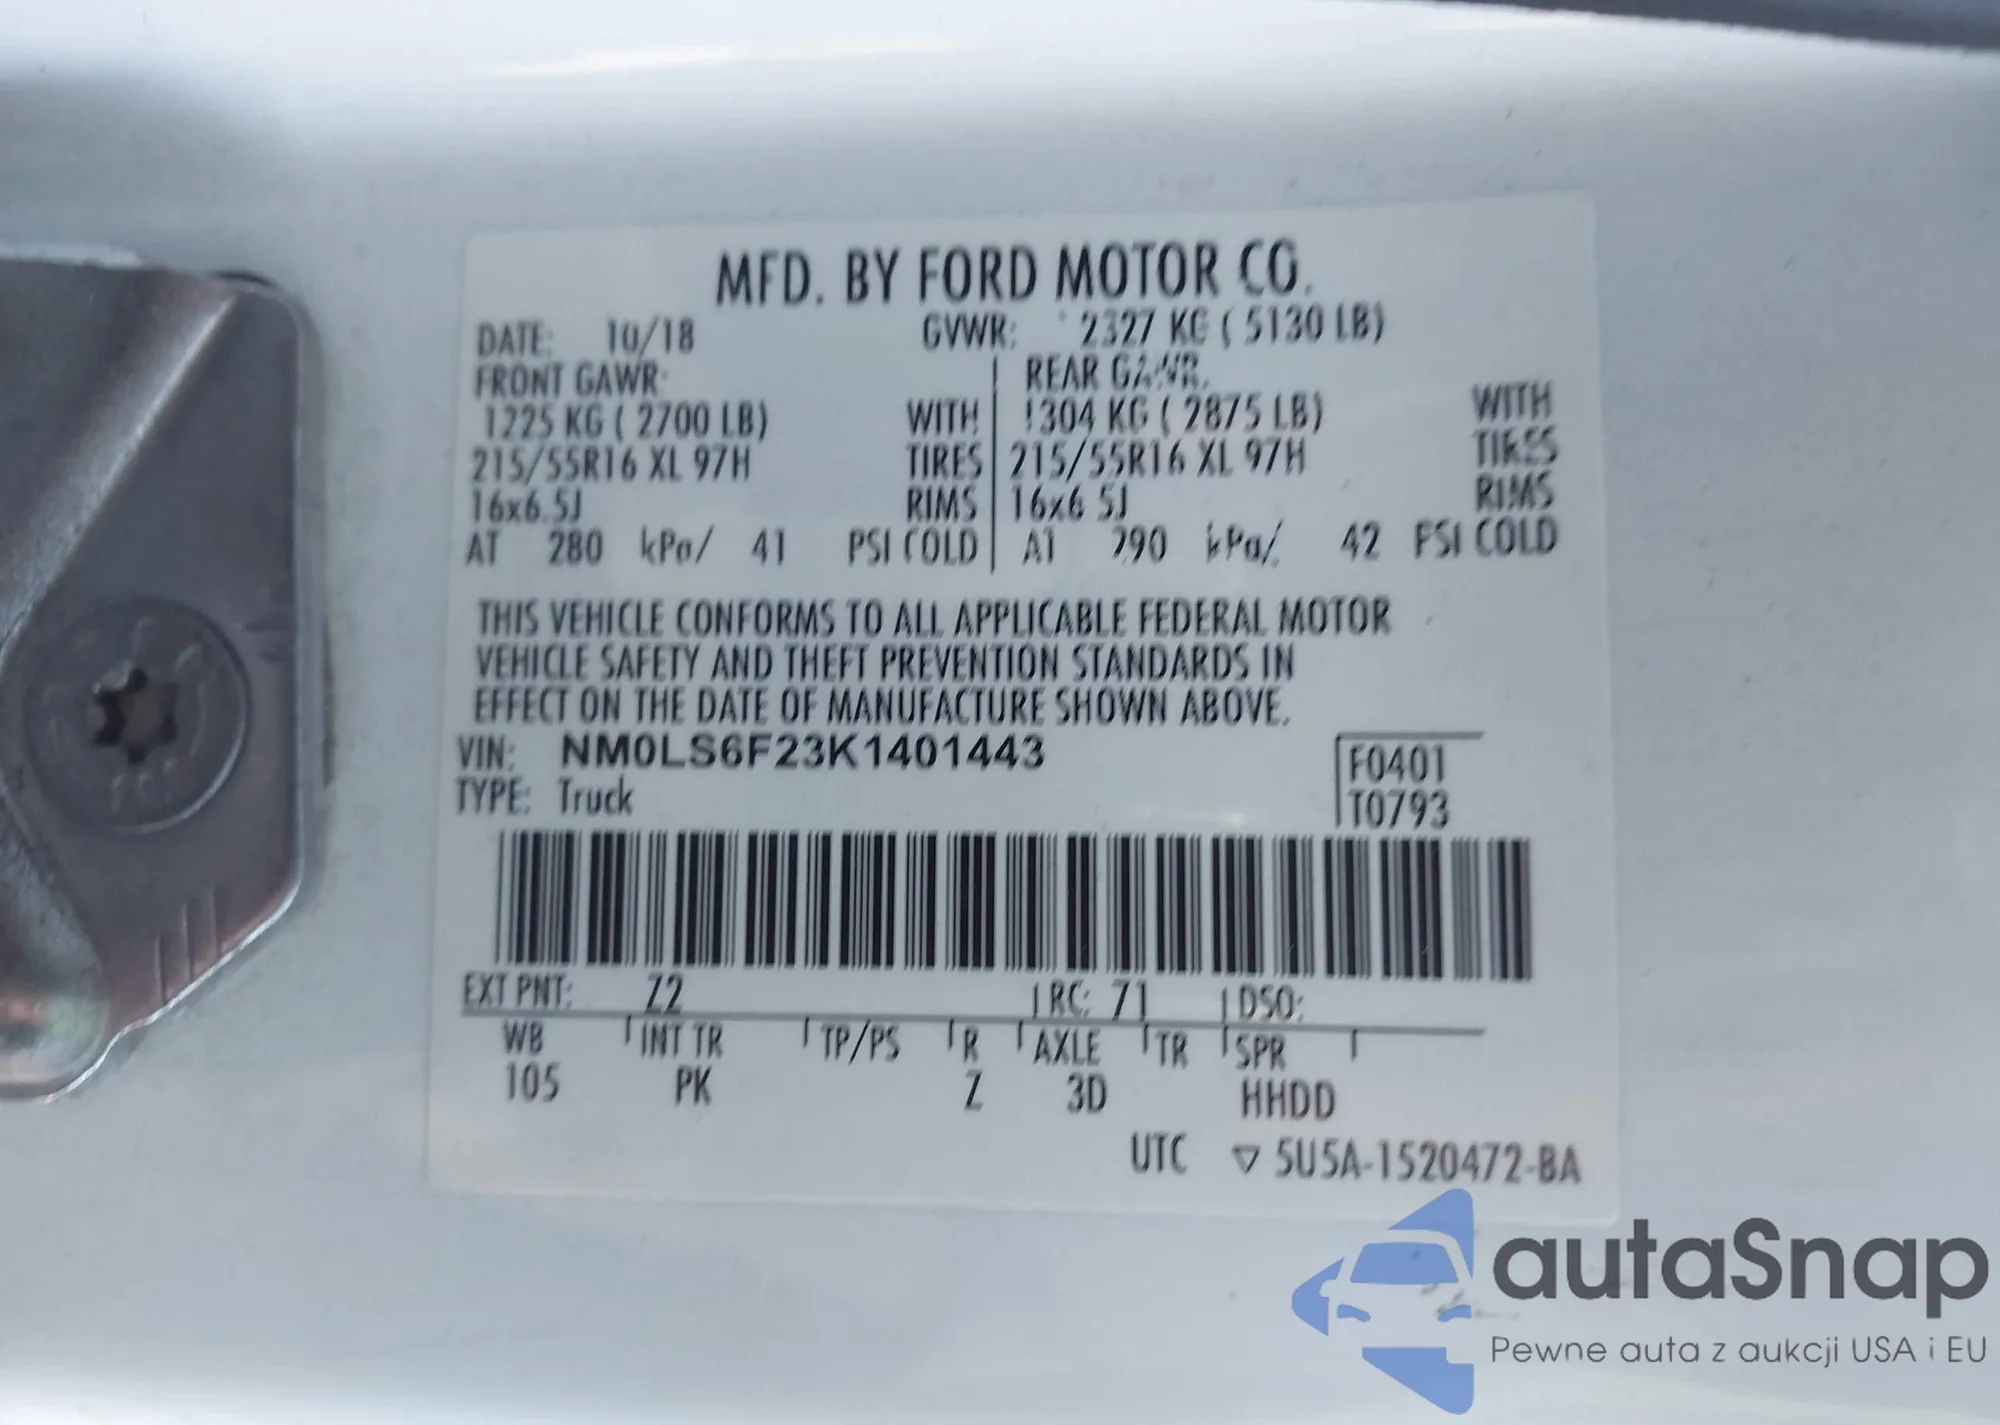 MFD. BY FORD MOTOR CO.
DATE: 10/18 GVWR: 2327 KG ( 5130 LB)
FRONT GAWR: REAR GAWR:
1225 KG ( 2700 LB) WITH 1304 KG ( 2875 LB) WITH
215/55R16 XL 97H TIRES 215/55R16 XL 97H TIRES
16x6.5J RIMS 16x6.5J RIMS
AT 280 kPa/ 41 PSI COLD AT 290 kPa/ 42 PSI COLD
THIS VEHICLE CONFORMS TO ALL APPLICABLE FEDERAL MOTOR
VEHICLE SAFETY AND THEFT PREVENTION STANDARDS IN
EFFECT ON THE DATE OF MANUFACTURE SHOWN ABOVE.
VIN: NM0LS6F23K1401443 F0401
TYPE: Truck T0793
EXT PNT: Z2 RC: 71 DSO:
WB INT TR TP/PS R AXLE TR SPR
105 PK Z 3D HHDD
UTC ▽ 5U5A-1520472-BA
autaSnap
Pewne auta z aukcji USA i EU